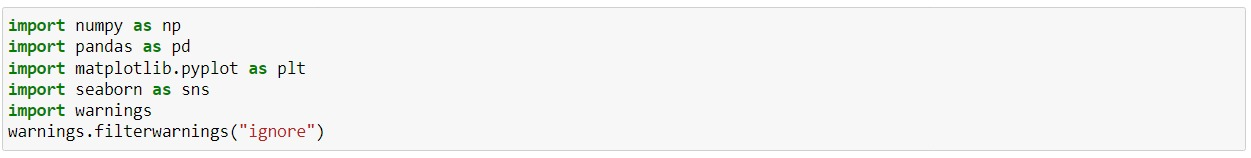 import numpy as np
import pandas as pd
import matplotlib.pyplot as plt
import seaborn as sns
import warnings
warnings.filterwarnings("ignore")